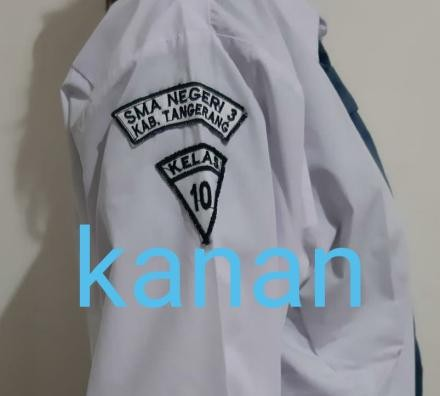 SMA NEGERI 3
KAB. TANGERANG
KELAS
10
kanan